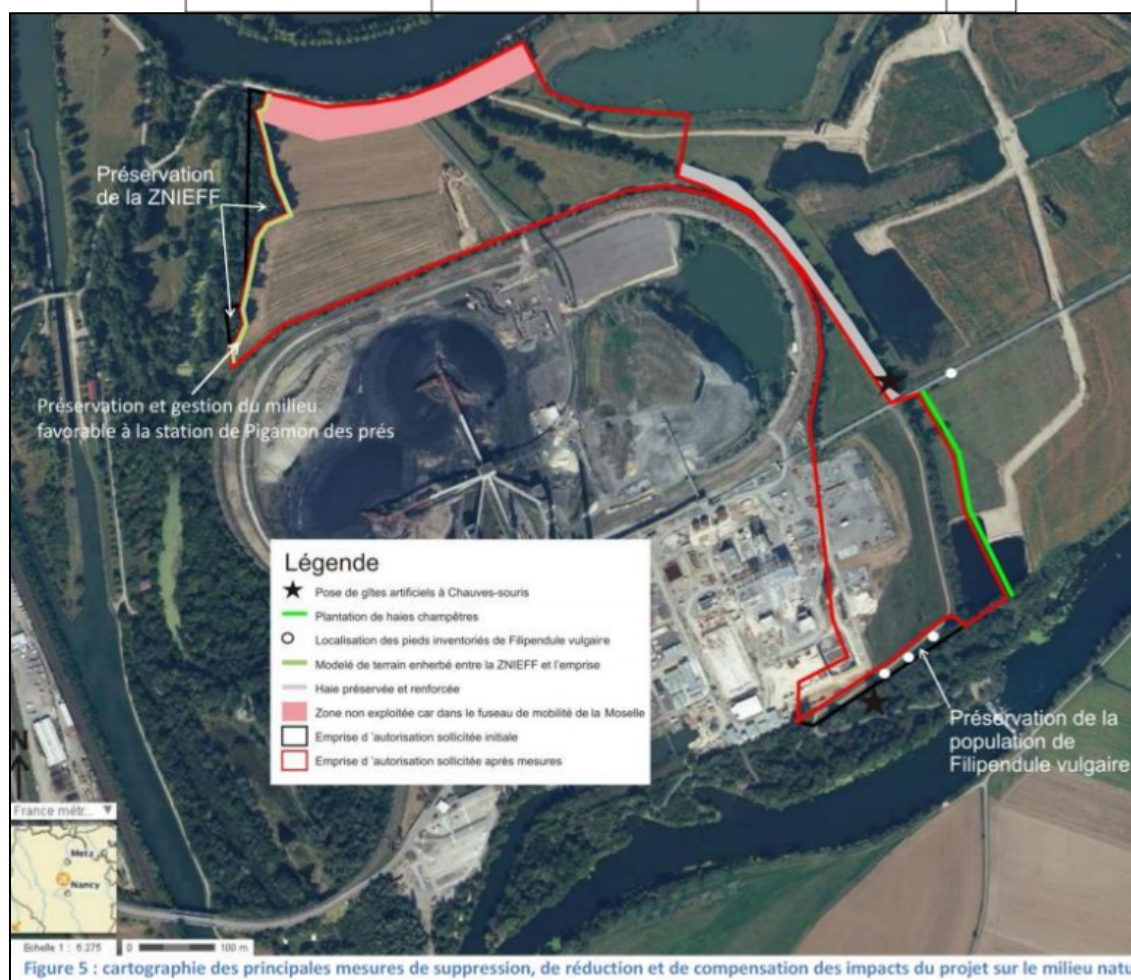 Préservation
de la ZNIEFF
Préservation et gestion du milieu
favorable à la station de Pigamon des prés
Légende
Pose de gîtes artificiels à Chauves-souris
Plantation de haies champêtres
Localisation des pieds inventoriés de Filipendule vulgaire
Modelé de terrain enherbé entre la ZNIEFF et l'emprise
Haie préservée et renforcée
Zone non exploitée car dans le fuseau de mobilité de la Moselle
Emprise d 'autorisation sollicitée initiale
Emprise d 'autorisation sollicitée après mesures
Préservation de la
population de
Filipendule vulgaire
N
France métr...
Metz
Nancy
Echelle 1 : 6.275 0 100 m
Figure 5 : cartographie des principales mesures de suppression, de réduction et de compensation des impacts du projet sur le milieu natu